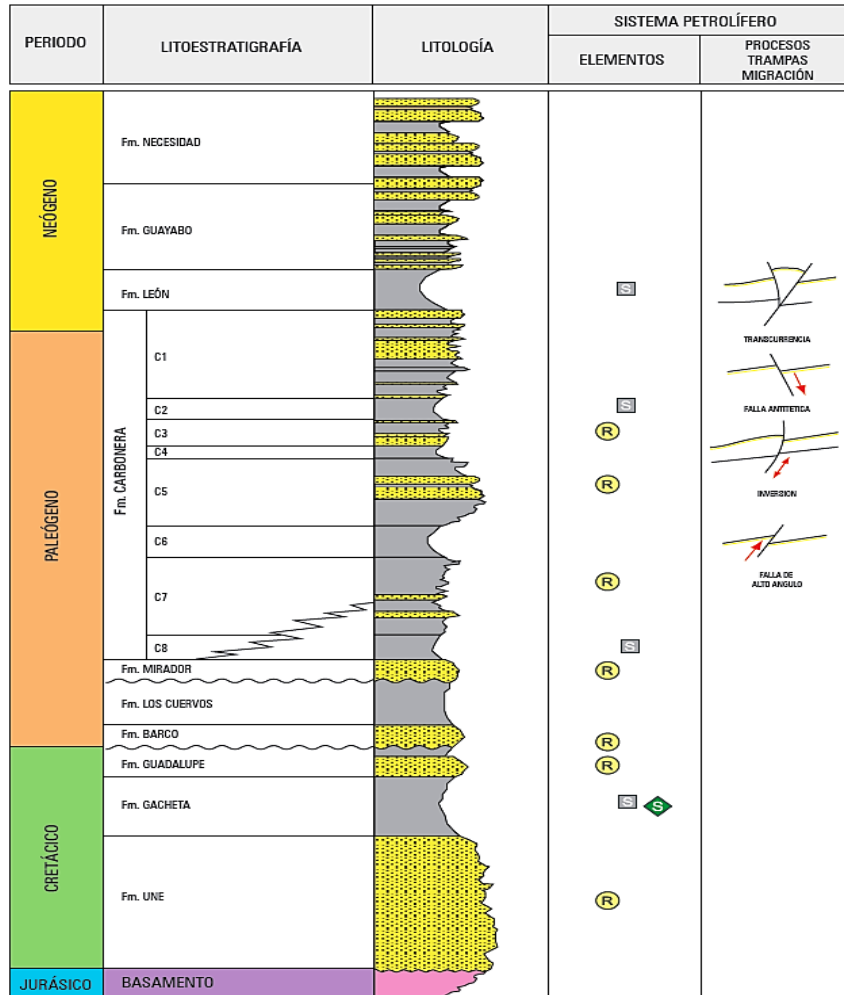 PERIODO
LITOESTRATIGRAFÍA
LITOLOGÍA
SISTEMA PETROLÍFERO
ELEMENTOS
PROCESOS
TRAMPAS
MIGRACIÓN
NEÓGENO
Fm. NECESIDAD
Fm. GUAYABO
Fm. LEÓN
S
TRANSCURRENCIA
PALEÓGENO
Fm. CARBONERA
C1
FALLA ANTITETICA
C2
S
C3
R
C4
C5
R
INVERSION
C6
FALLA DE
ALTO ANGULO
C7
R
C8
S
Fm. MIRADOR
R
Fm. LOS CUERVOS
Fm. BARCO
R
CRETÁCICO
Fm. GUADALUPE
R
Fm. GACHETA
S S
Fm. UNE
R
JURÁSICO
BASAMENTO